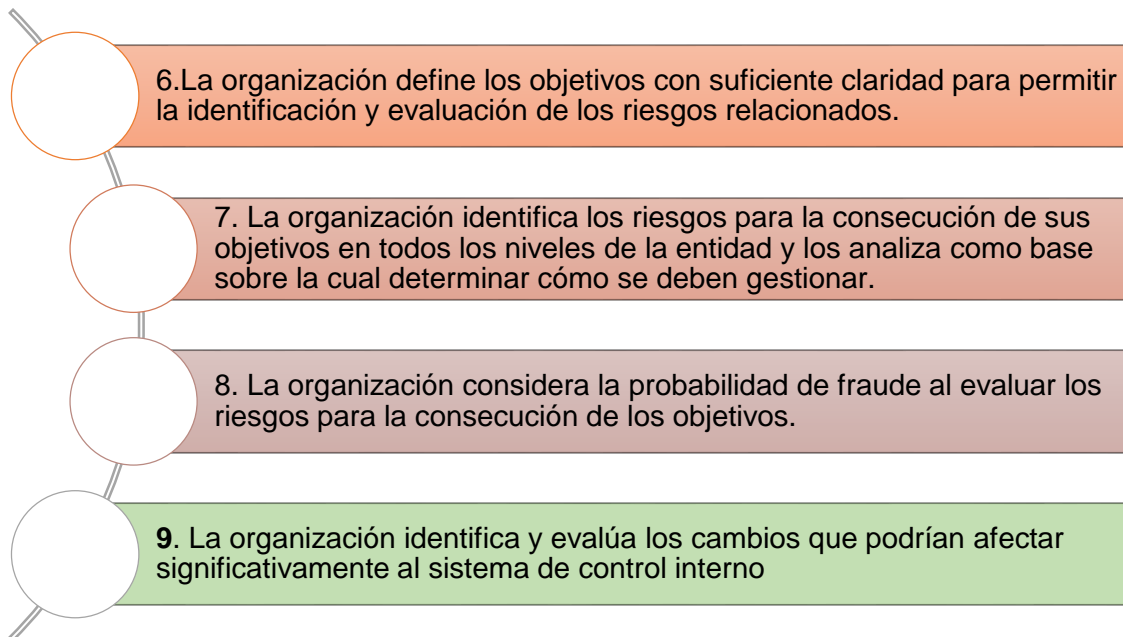 6.La organización define los objetivos con suficiente claridad para permitir
la identificación y evaluación de los riesgos relacionados.
7. La organización identifica los riesgos para la consecución de sus
objetivos en todos los niveles de la entidad y los analiza como base
sobre la cual determinar cómo se deben gestionar.
8. La organización considera la probabilidad de fraude al evaluar los
riesgos para la consecución de los objetivos.
9. La organización identifica y evalúa los cambios que podrían afectar
significativamente al sistema de control interno